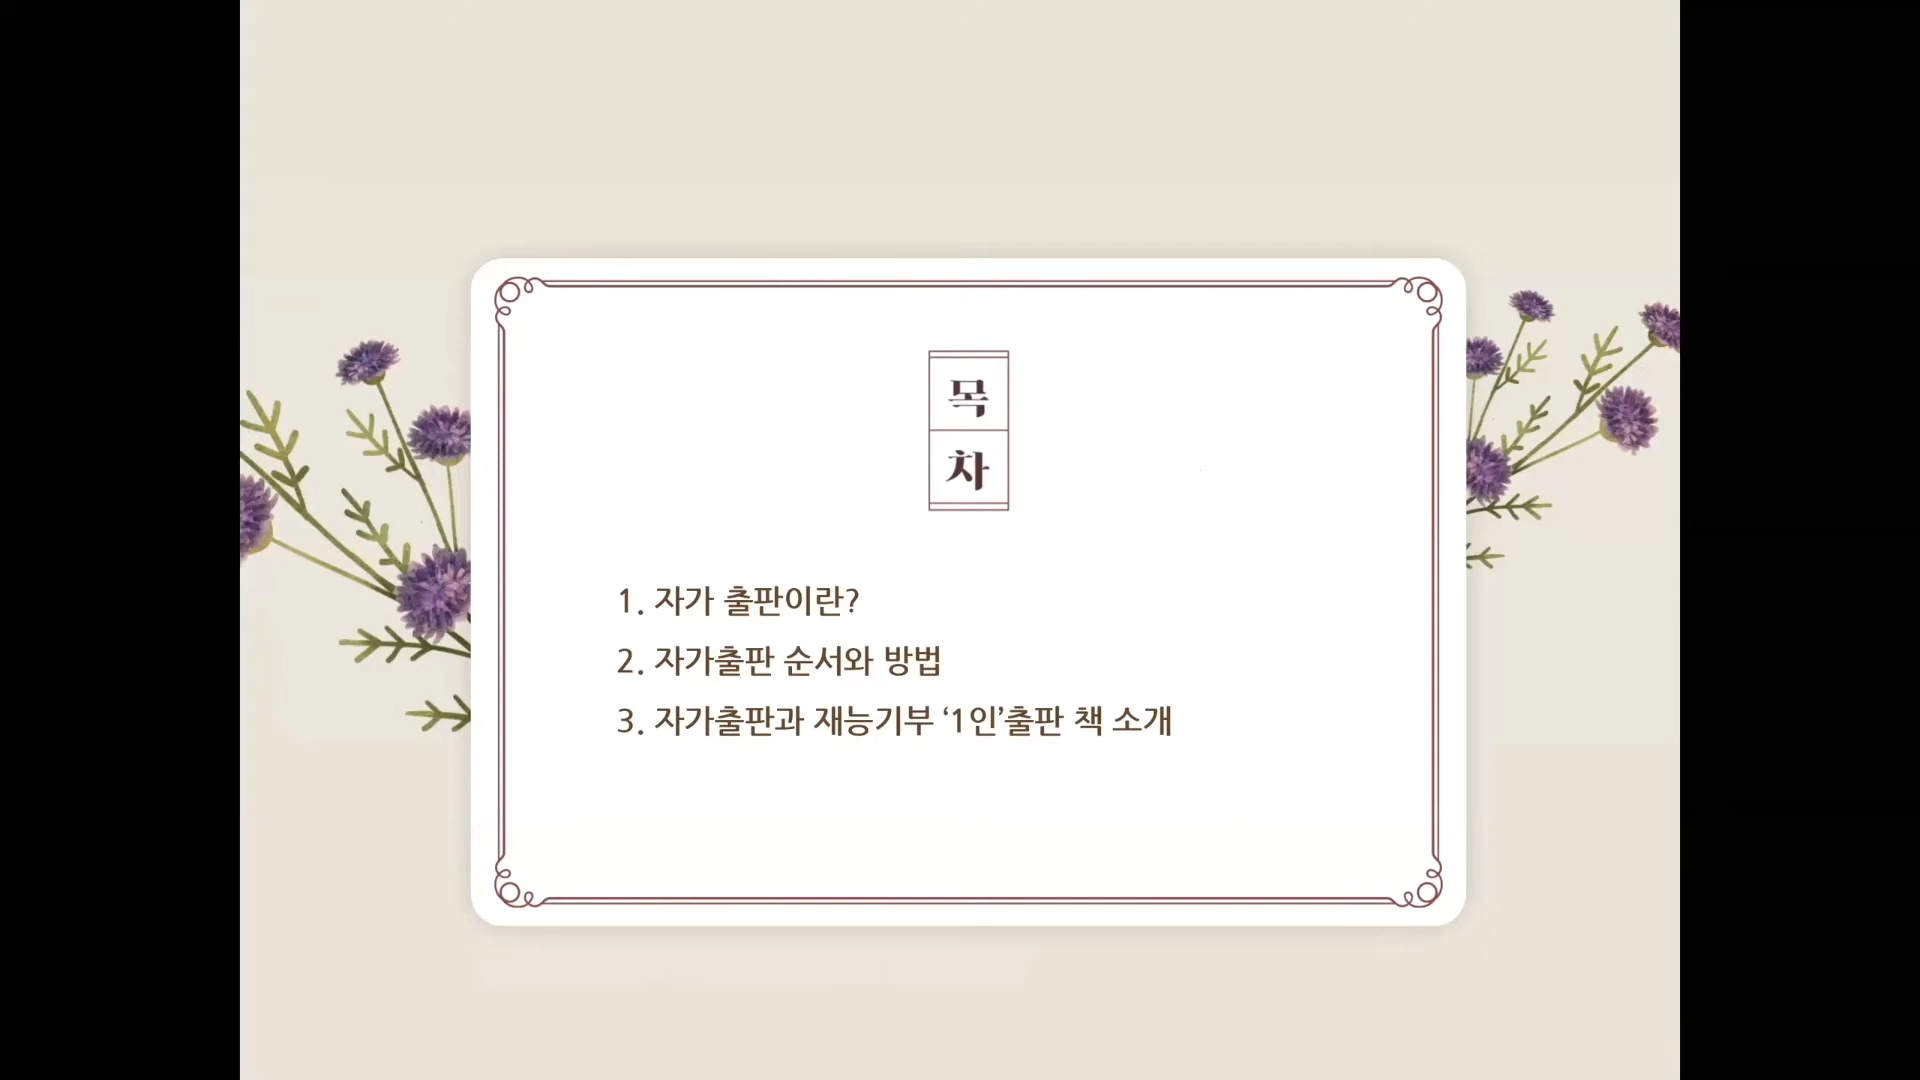 목
차
1. 자가 출판이란?
2. 자가출판 순서와 방법
3. 자가출판과 재능기부 ‘1인’출판 책 소개